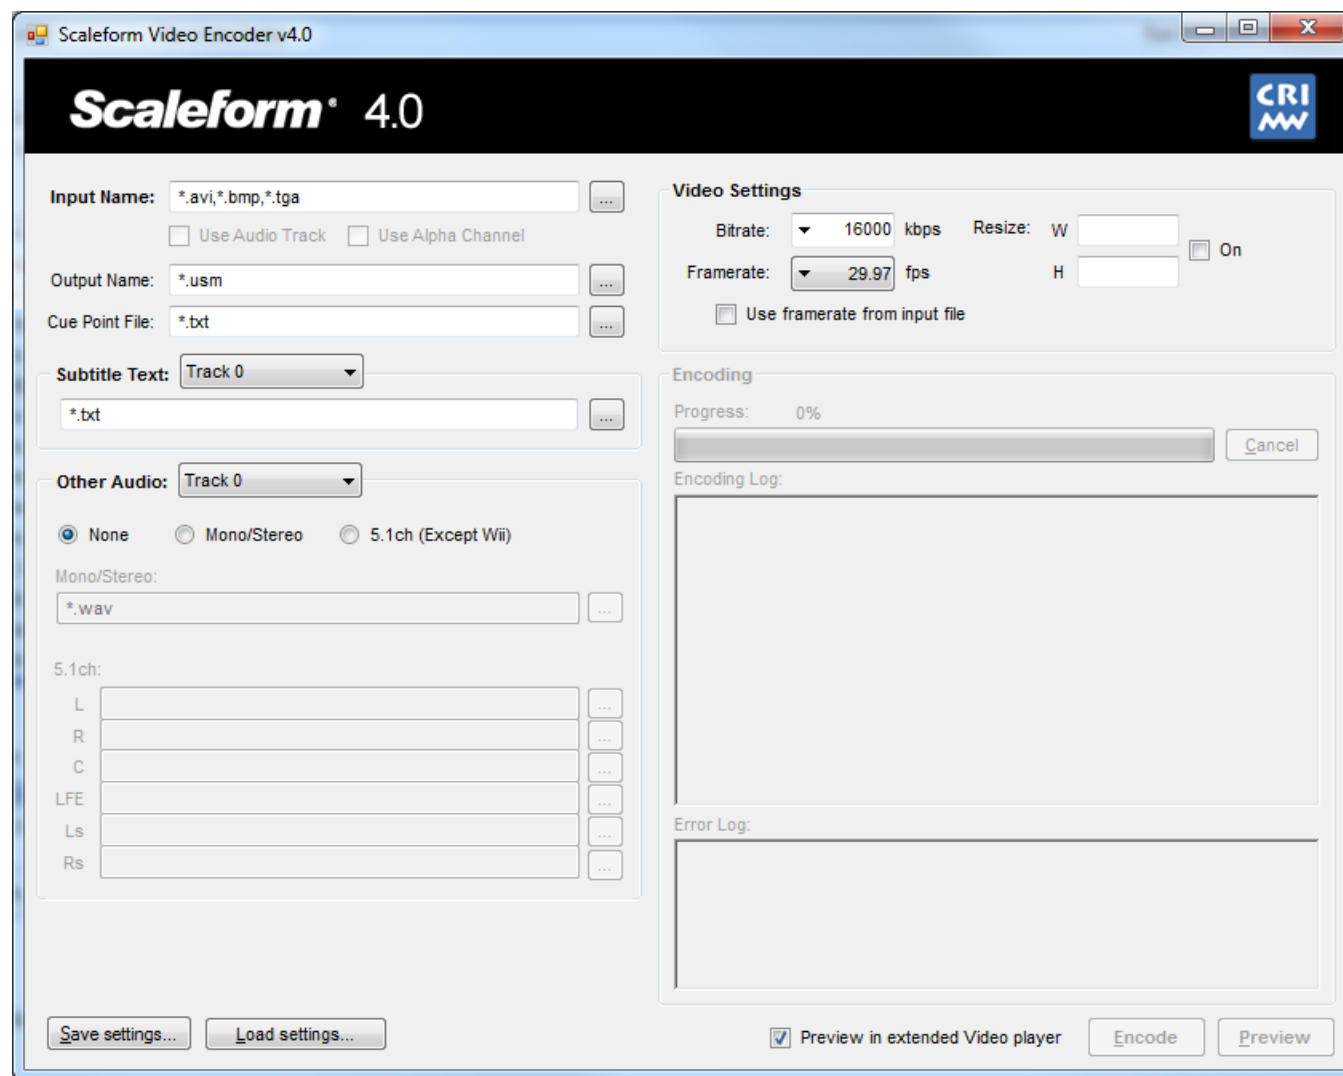 Scaleform Video Encoder v4.0
Scaleform® 4.0
CRI
MW
Input Name: *.avi,*.bmp,*.tga ...
Use Audio Track Use Alpha Channel
Output Name: *.usm ...
Cue Point File: *.txt ...
Subtitle Text: Track 0
*.txt ...
Other Audio: Track 0
None Mono/Stereo 5.1ch (Except Wii)
Mono/Stereo:
*.wav ...
5.1ch:
L ...
R ...
C ...
LFE ...
Ls ...
Rs ...
Save settings... Load settings...
Video Settings
Bitrate: 16000 kbps Resize: W
On
Framerate: 29.97 fps H
Use framerate from input file
Encoding
Progress: 0%
Cancel
Encoding Log:
Error Log:
Preview in extended Video player Encode Preview